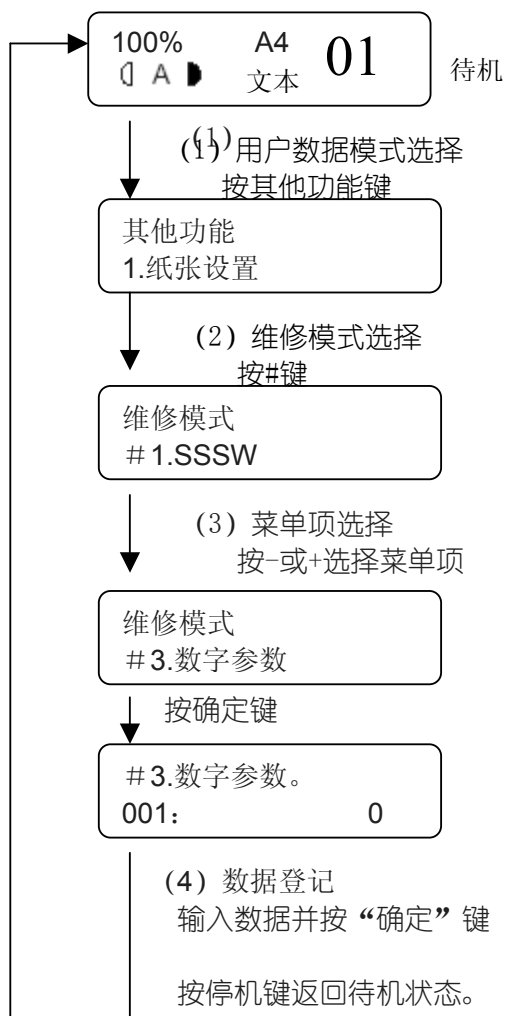 100% A4 01
A 文本
待机
(1) 用户数据模式选择
按其他功能键
其他功能
1.纸张设置
(2) 维修模式选择
按#键
维修模式
＃1.SSSW
(3) 菜单项选择
按-或+选择菜单项
维修模式
＃3.数字参数
按确定键
＃3.数字参数。
001: 0
(4) 数据登记
输入数据并按“确定”键
按停机键返回待机状态。